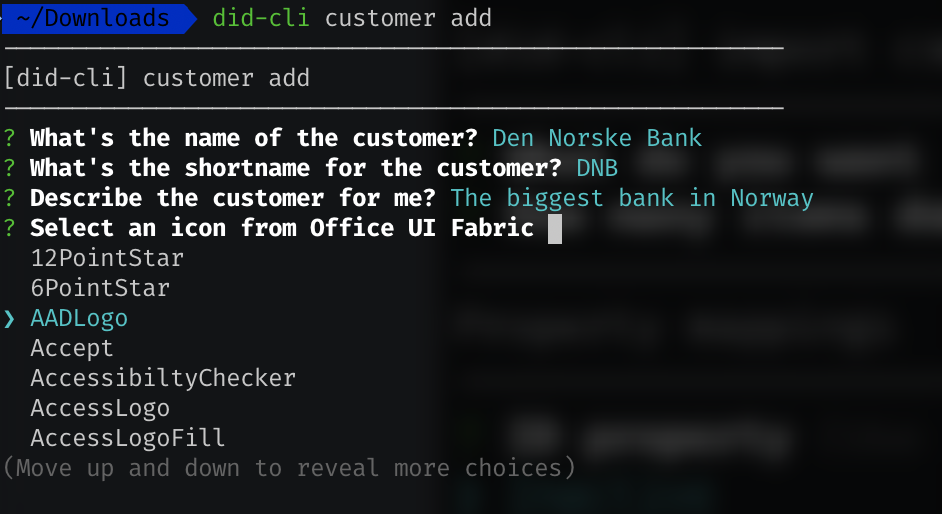 ~/Downloads did-cli customer add
[did-cli] customer add
? What's the name of the customer? Den Norske Bank
? What's the shortname for the customer? DNB
? Describe the customer for me? The biggest bank in Norway
? Select an icon from Office UI Fabric
12PointStar
6PointStar
❯ AADLogo
Accept
AccessibiltyChecker
AccessLogo
AccessLogoFill
(Move up and down to reveal more choices)